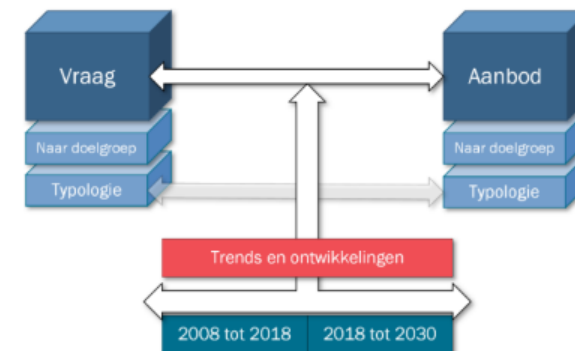 Vraag
Aanbod
Naar doelgroep
Naar doelgroep
Typologie
Typologie
Trends en ontwikkelingen
2008 tot 2018
2018 tot 2030